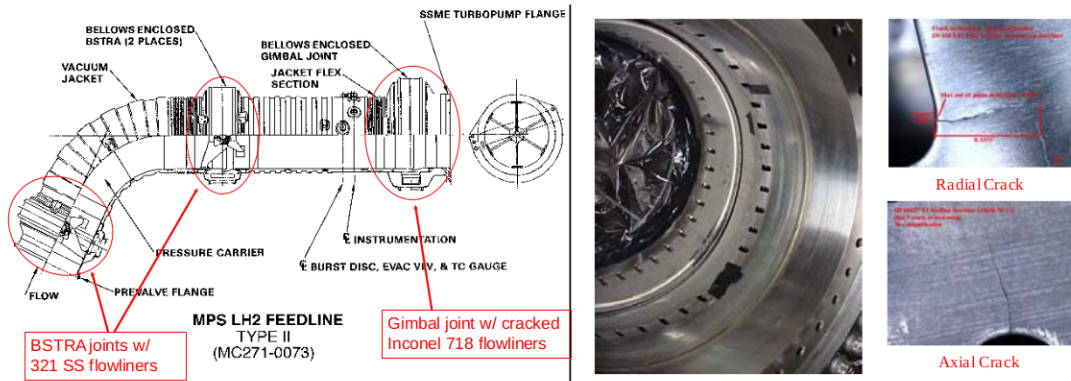 SSME TURBOPUMP FLANGE
BELLOWS ENCLOSED
BSTRA (2 PLACES)
BELLOWS ENCLOSED
GIMBAL JOINT
VACUUM
JACKET
JACKET FLEX
SECTION
℄ INSTRUMENTATION
PRESSURE CARRIER
℄ BURST DISC, EVAC VLV, & TC GAUGE
FLOW
PREVALVE FLANGE
MPS LH2 FEEDLINE
TYPE II
(MC271-0073)
BSTRA joints w/
321 SS flowliners
Gimbal joint w/ cracked
Inconel 718 flowliners
Radial Crack
Axial Crack